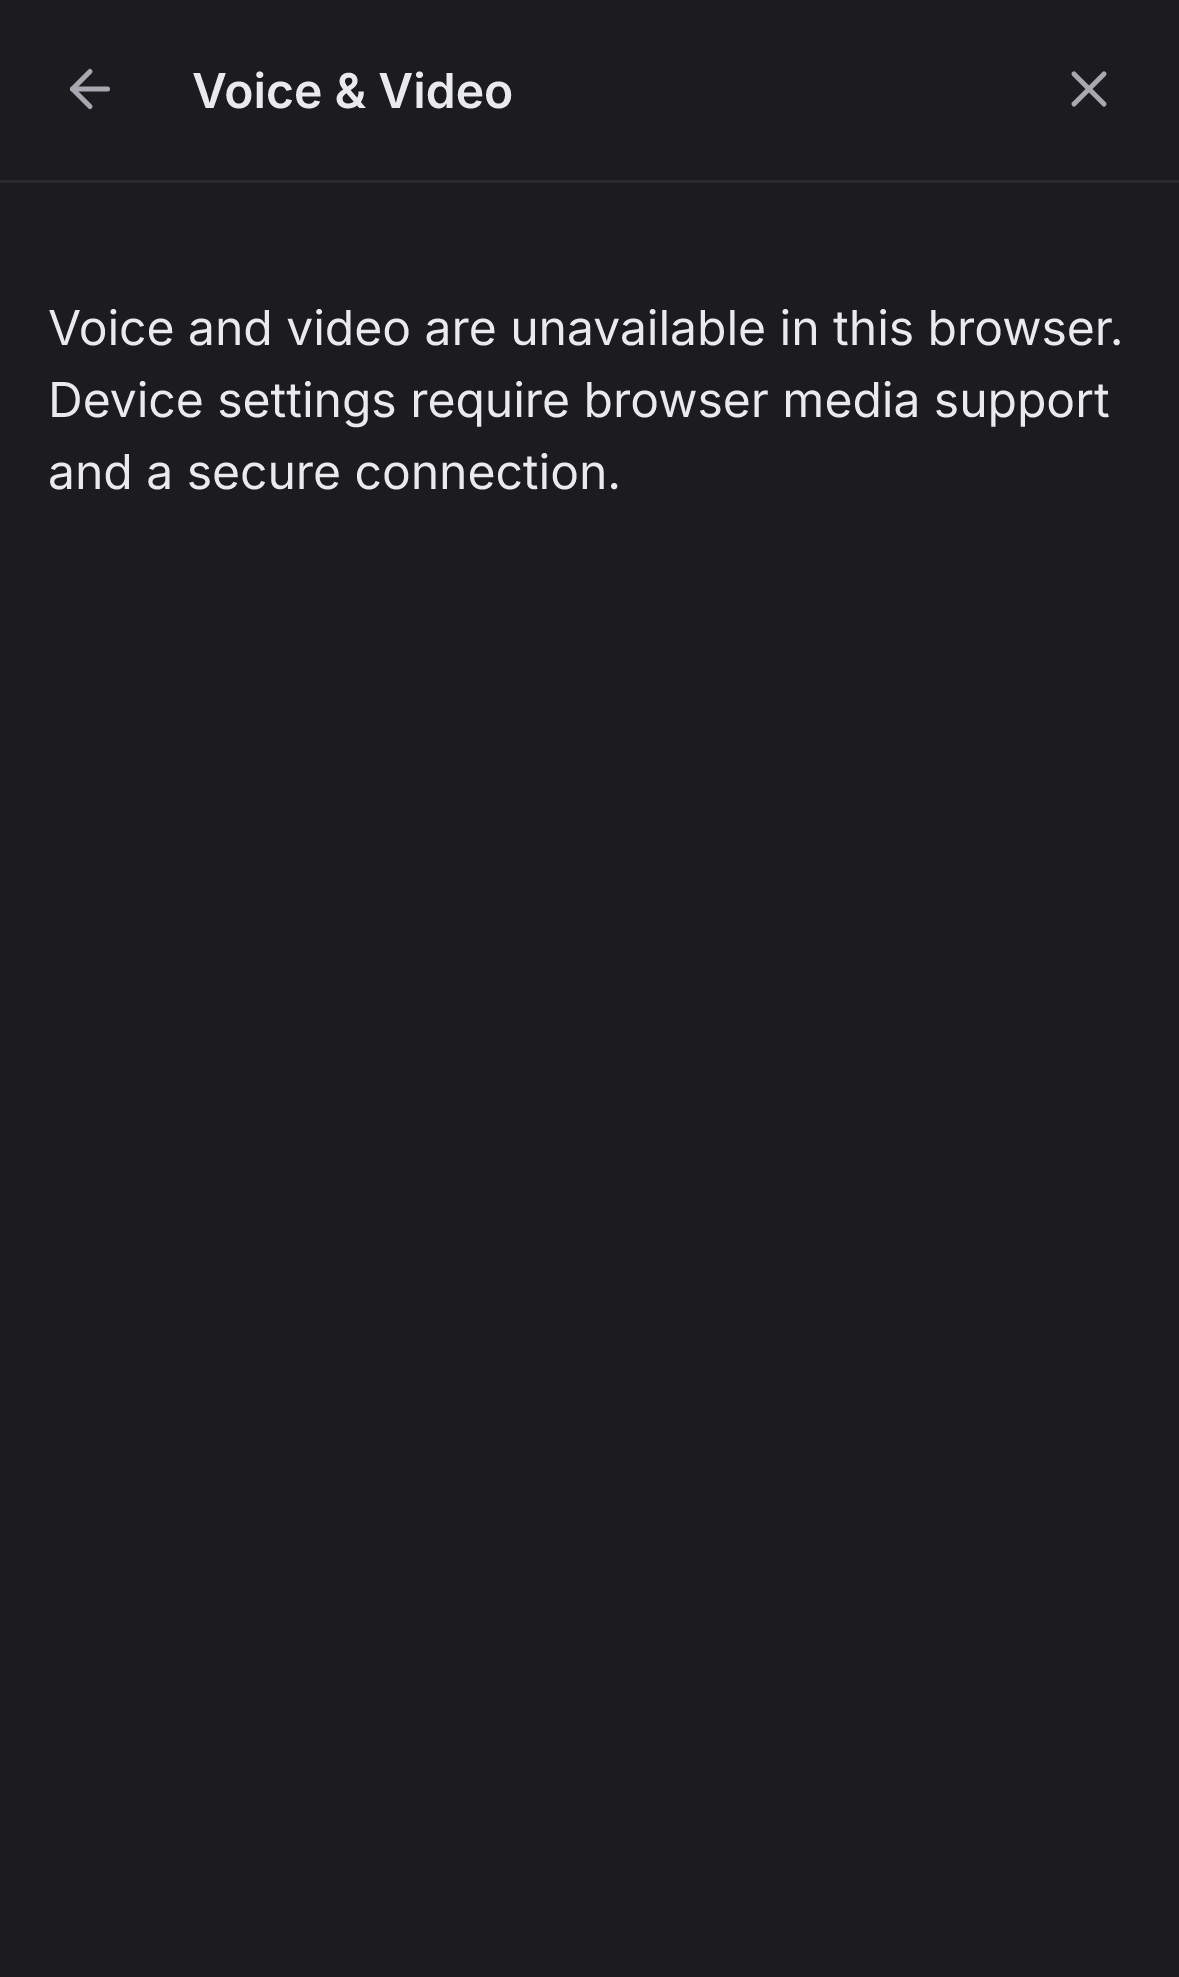 Voice & Video
Voice and video are unavailable in this browser.
Device settings require browser media support
and a secure connection.